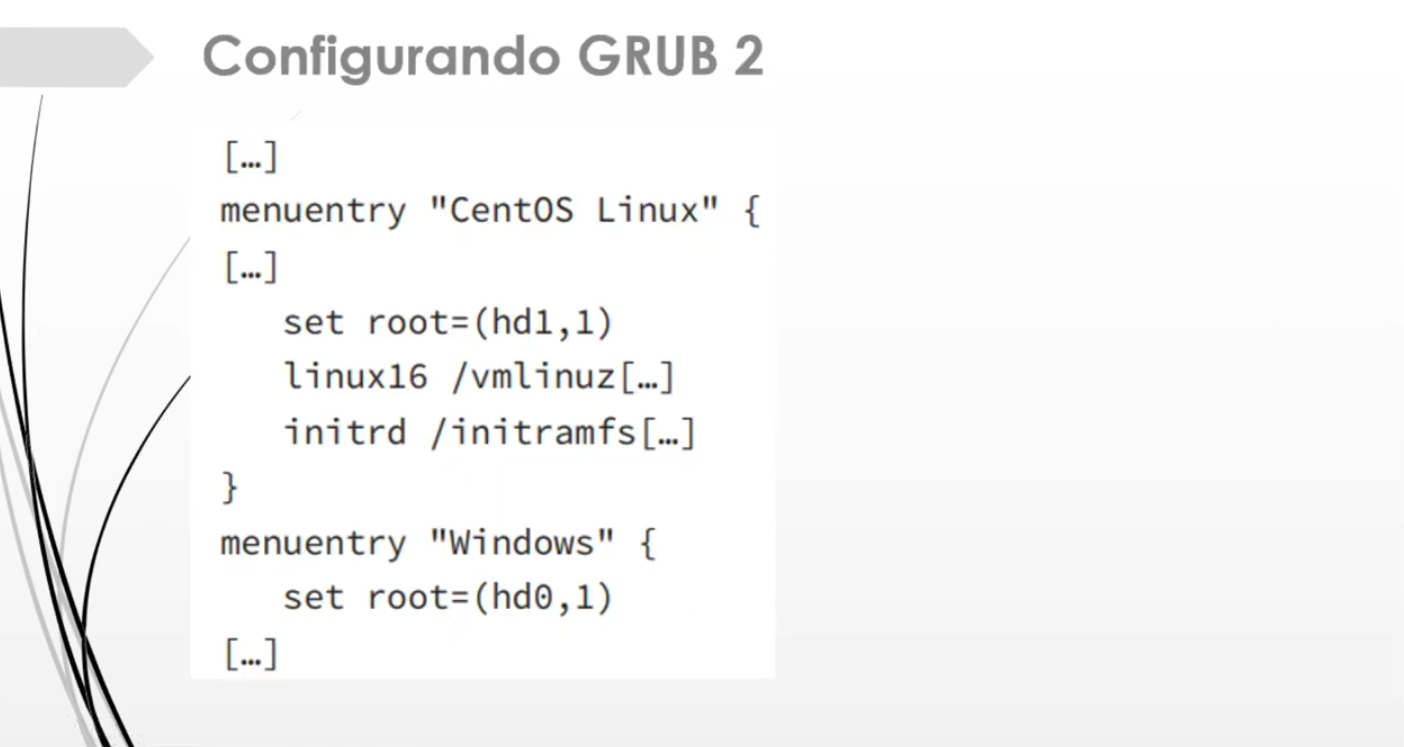 Configurando GRUB 2
[…]
menuentry "CentOS Linux" {
[…]
set root=(hd1,1)
linux16 /vmlinuz[…]
initrd /initramfs[…]
}
menuentry "Windows" {
set root=(hd0,1)
[…]